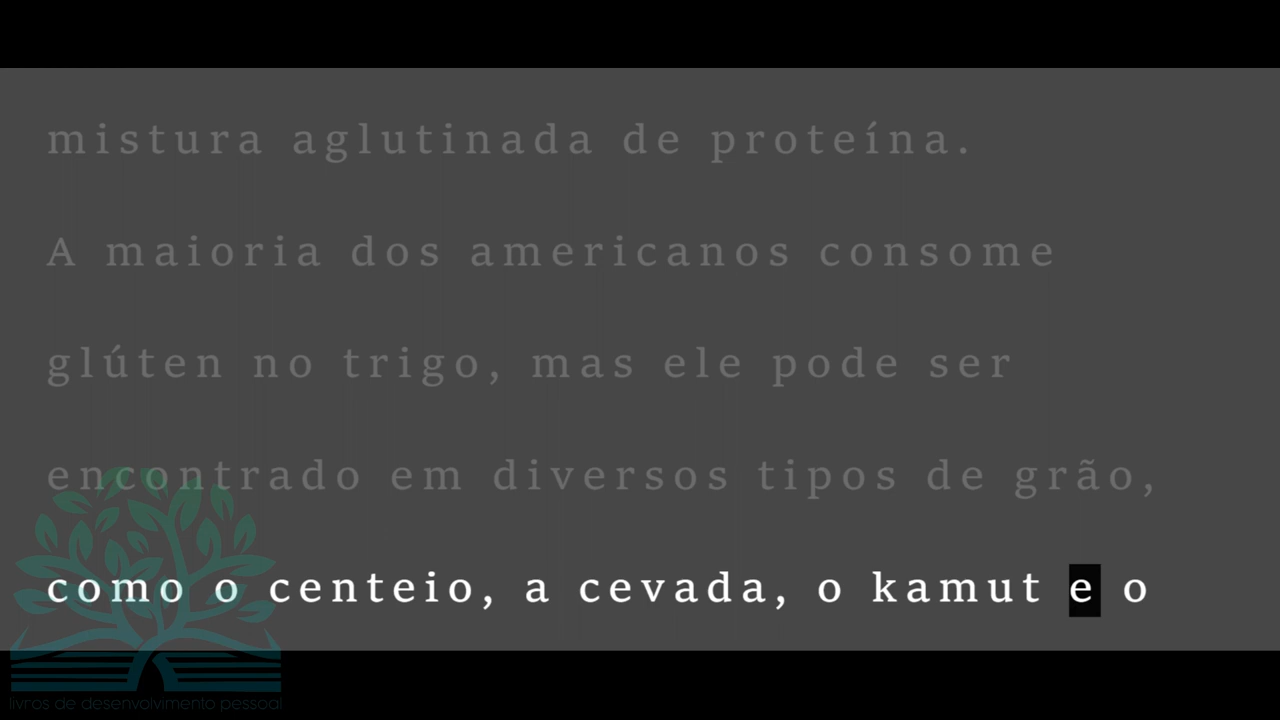 mistura aglutinada de proteína.
A maioria dos americanos consome
glúten no trigo, mas ele pode ser
encontrado em diversos tipos de grão,
como o centeio, a cevada, o kamut e o
livros de desenvolvimento pessoal